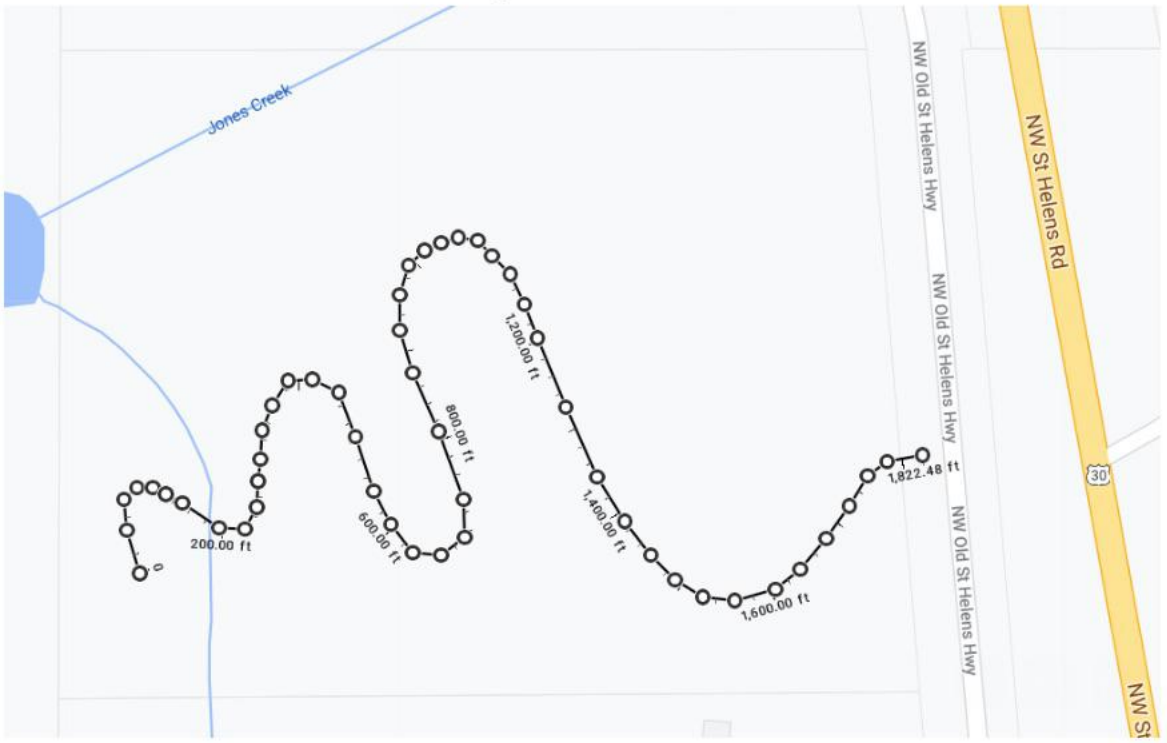 Jones Creek
NW Old St Helens Hwy
NW St Helens Rd
NW Old St Helens Hwy
1,200.00 ft
800.00 ft
30
1,822.48 ft
1,400.00 ft
600.00 ft
200.00 ft
0
NW Old St Helens Hwy
1,600.00 ft
NW St